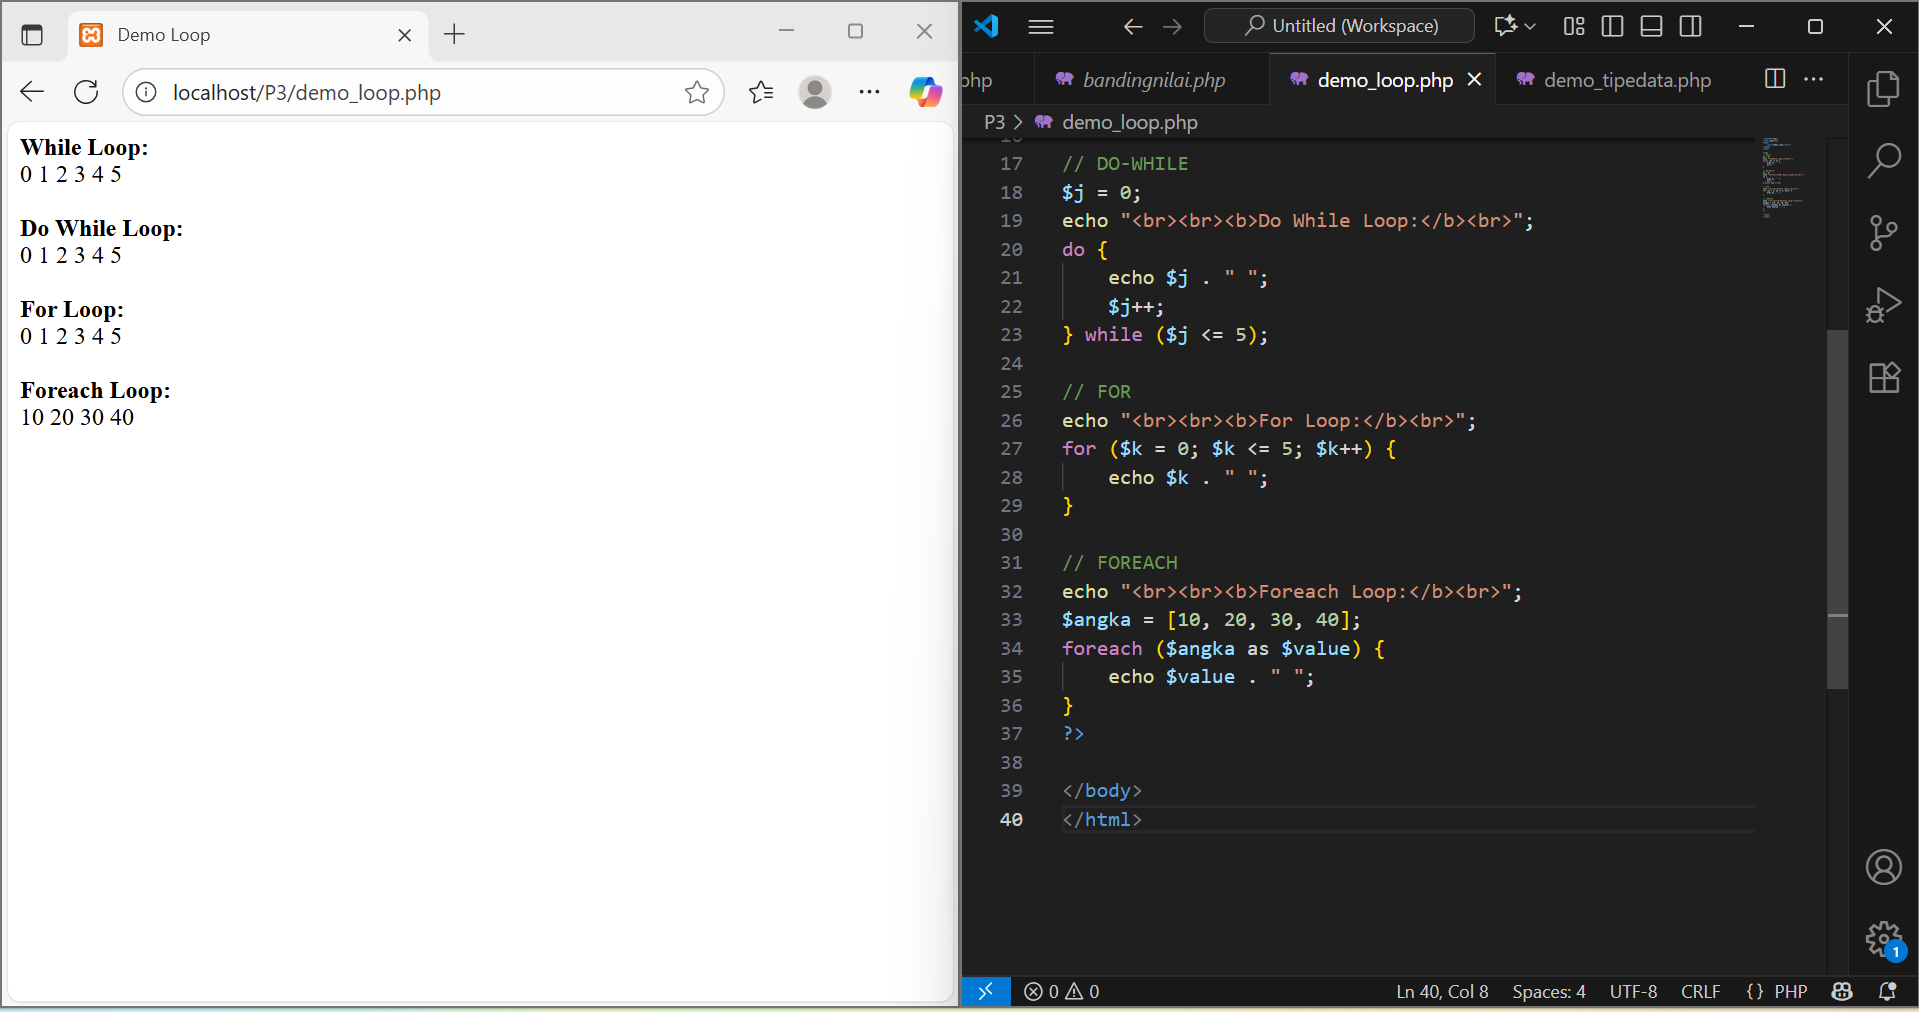 Demo Loop
localhost/P3/demo_loop.php
While Loop:
0 1 2 3 4 5
Do While Loop:
0 1 2 3 4 5
For Loop:
0 1 2 3 4 5
Foreach Loop:
10 20 30 40
Untitled (Workspace)
php
bandingnilai.php
demo_loop.php
demo_tipedata.php
P3 > demo_loop.php
17 // DO-WHILE
18 $j = 0;
19 echo "<br><br><b>Do While Loop:</b><br>";
20 do {
21 echo $j . " ";
22 $j++;
23 } while ($j <= 5);
24
25 // FOR
26 echo "<br><br><b>For Loop:</b><br>";
27 for ($k = 0; $k <= 5; $k++) {
28 echo $k . " ";
29 }
30
31 // FOREACH
32 echo "<br><br><b>Foreach Loop:</b><br>";
33 $angka = [10, 20, 30, 40];
34 foreach ($angka as $value) {
35 echo $value . " ";
36 }
37 ?>
38
39 </body>
40 </html>
1
0 0
Ln 40, Col 8
Spaces: 4
UTF-8
CRLF
{} PHP